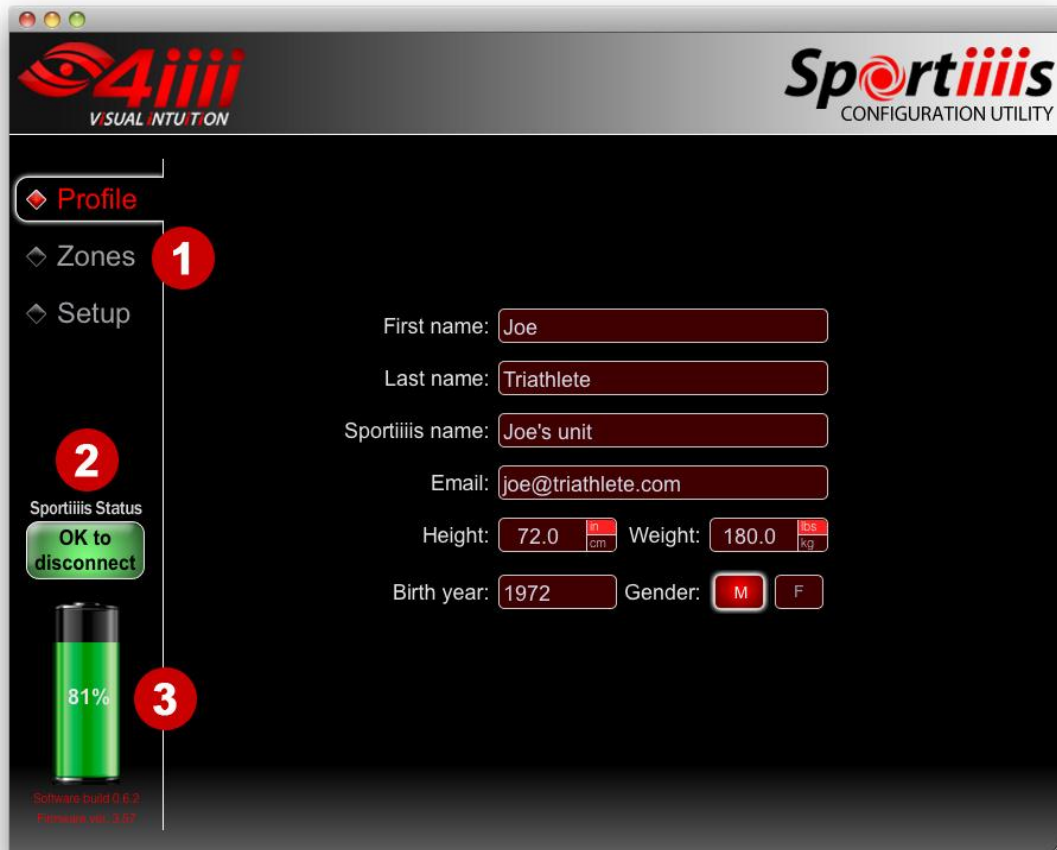 4iiii
VISUAL INTUITION
Sportiiiis
CONFIGURATION UTILITY
Profile
Zones
1
Setup
First name: Joe
Last name: Triathlete
Sportiiiis name: Joe's unit
Email: joe@triathlete.com
Height: 72.0 in cm Weight: 180.0 lbs kg
Birth year: 1972 Gender: M F
2
Sportiiiis Status
OK to
disconnect
81%
3
Software build 0.6.2
Firmware ver. 3.57